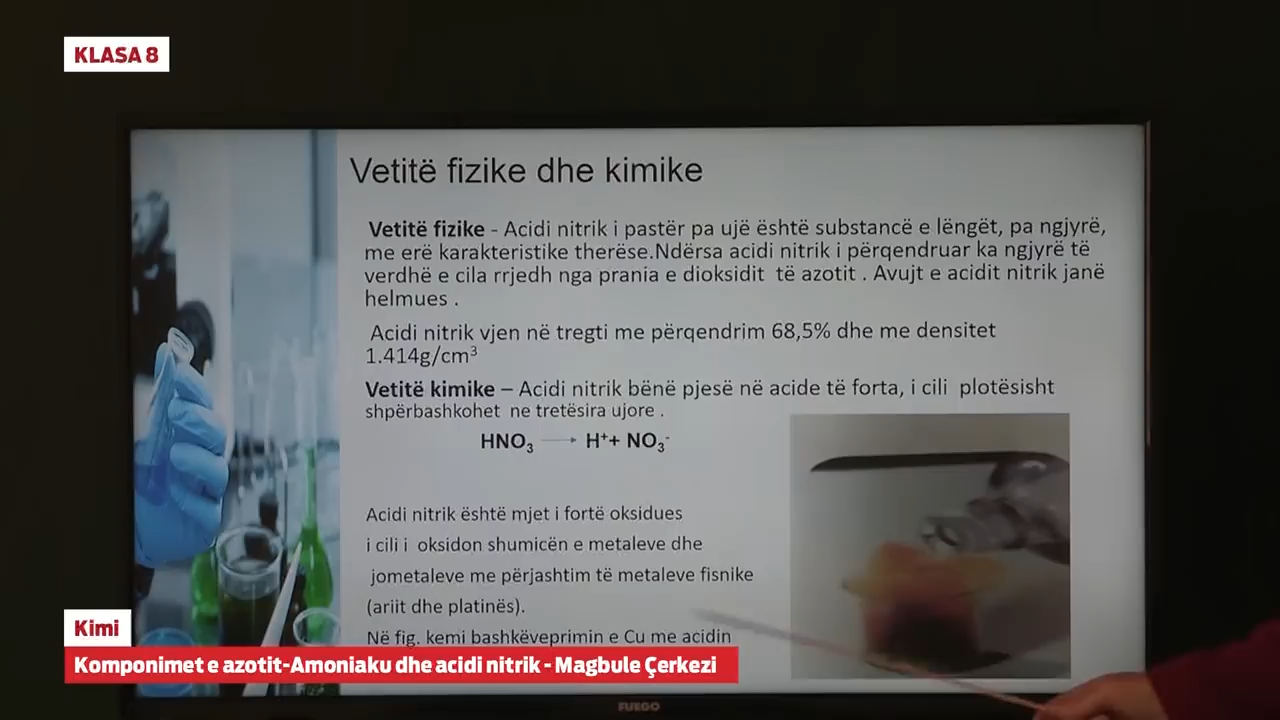 KLASA 8
Vetitë fizike dhe kimike
Vetitë fizike - Acidi nitrik i pastër pa ujë është substancë e lëngët, pa ngjyrë,
me erë karakteristike therëse.Ndërsa acidi nitrik i përqendruar ka ngjyrë të
verdhë e cila rrjedh nga prania e dioksidit të azotit . Avujt e acidit nitrik janë
helmues .
Acidi nitrik vjen në tregti me përqendrim 68,5% dhe me densitet
1.414g/cm³
Vetitë kimike – Acidi nitrik bënë pjesë në acide të forta, i cili plotësisht
shpërbashkohet ne tretësira ujore .
HNO₃ → H⁺+ NO₃⁻
Acidi nitrik është mjet i fortë oksidues
i cili i oksidon shumicën e metaleve dhe
jometaleve me përjashtim të metaleve fisnike
(ariit dhe platinës).
Në fig. kemi bashkëveprimin e Cu me acidin
Kimi
Komponimet e azotit-Amoniaku dhe acidi nitrik - Magbule Çerkezi
FUEGO